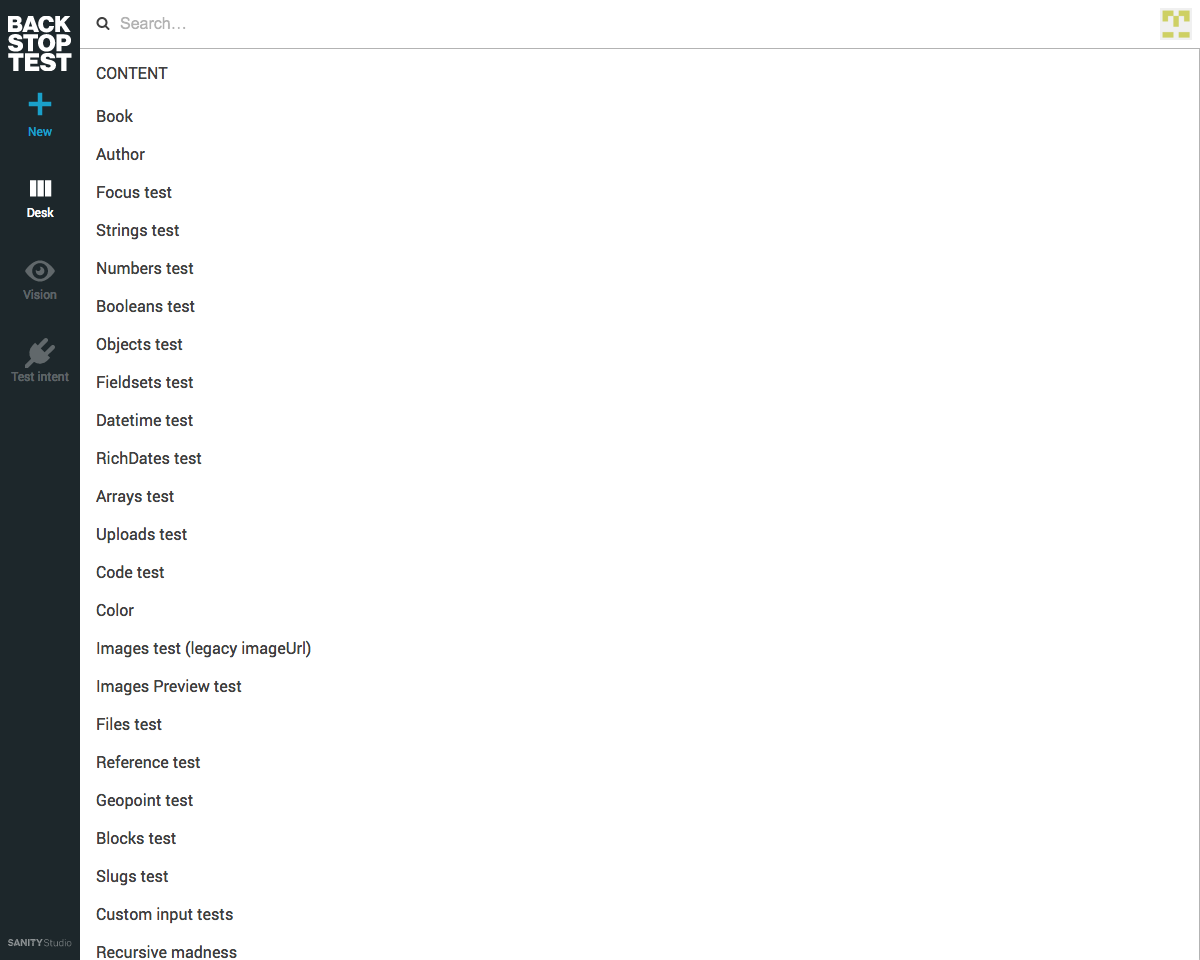 BACK
STOP
TEST
Search...
New
Desk
Vision
Test intent
SANITY Studio
CONTENT
Book
Author
Focus test
Strings test
Numbers test
Booleans test
Objects test
Fieldsets test
Datetime test
RichDates test
Arrays test
Uploads test
Code test
Color
Images test (legacy imageUrl)
Images Preview test
Files test
Reference test
Geopoint test
Blocks test
Slugs test
Custom input tests
Recursive madness